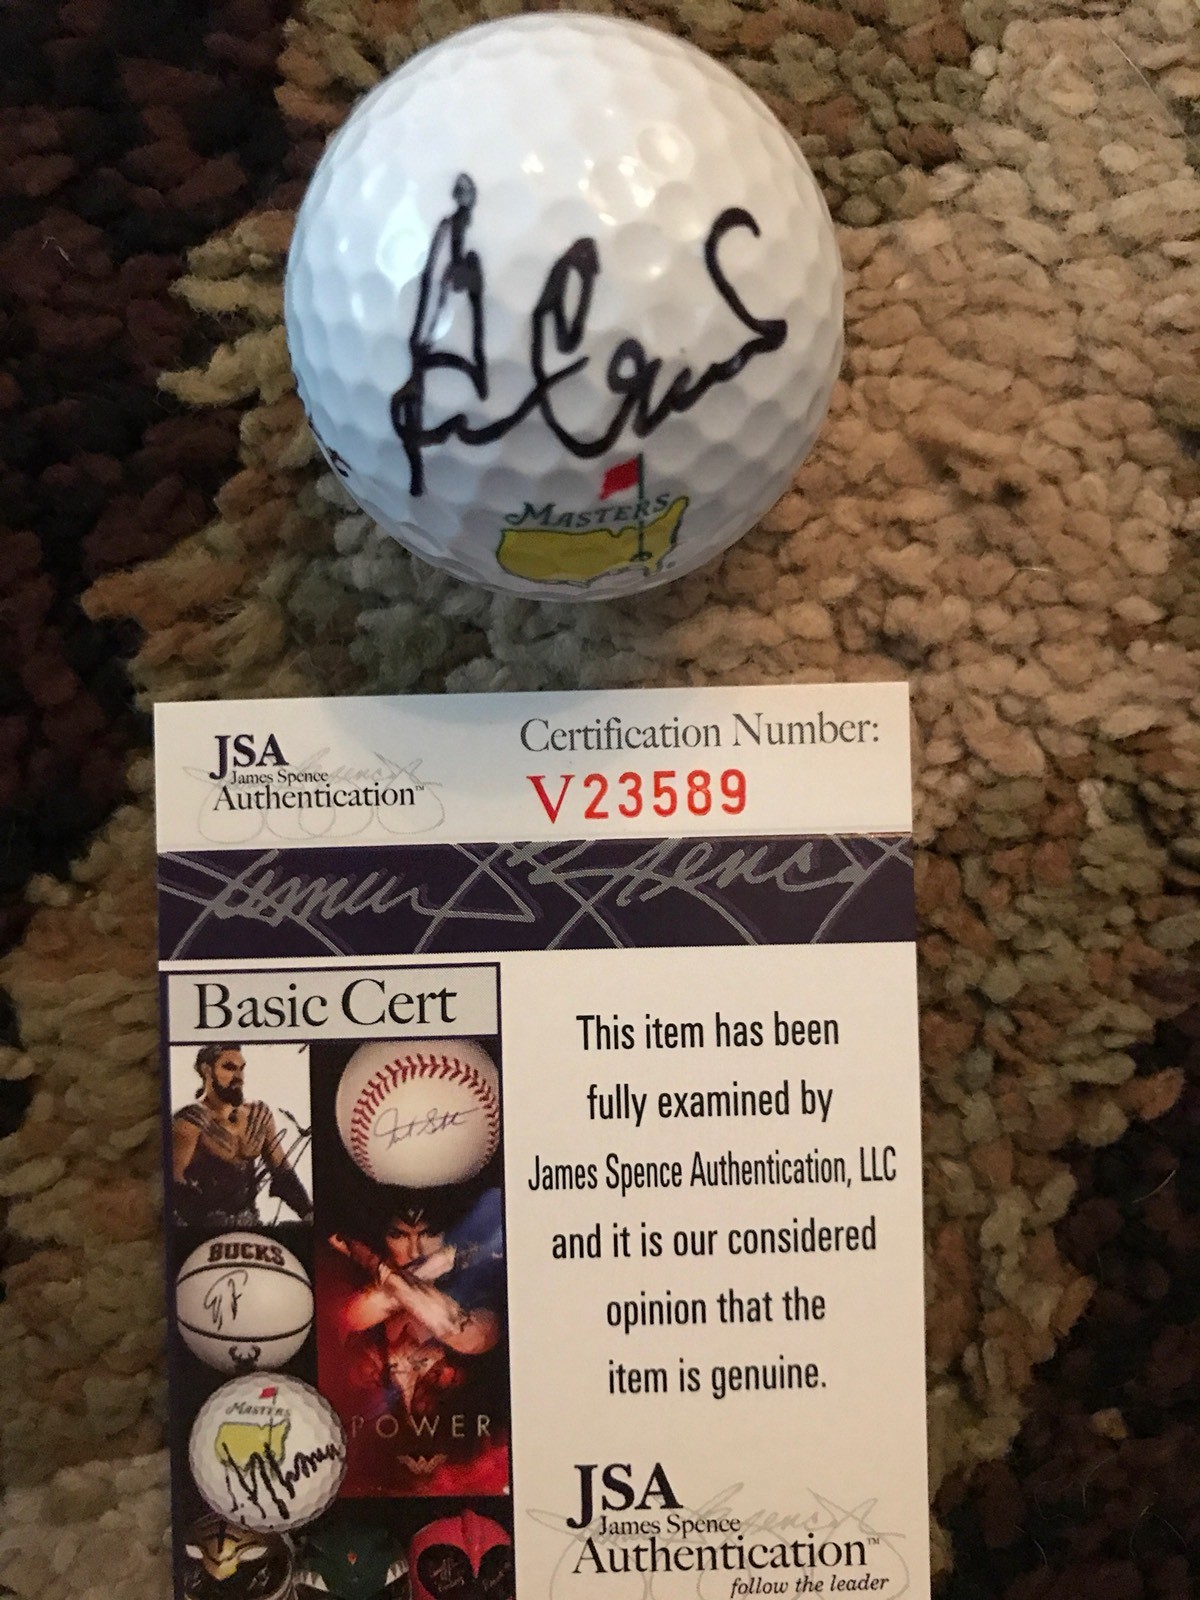 MASTERS
JSA
James Spence
Authentication™
Certification Number:
V23589
Basic Cert
This item has been
fully examined by
James Spence Authentication, LLC
and it is our considered
opinion that the
item is genuine.
BUCKS
MASTERS
POWER
JSA
James Spence
Authentication™
follow the leader